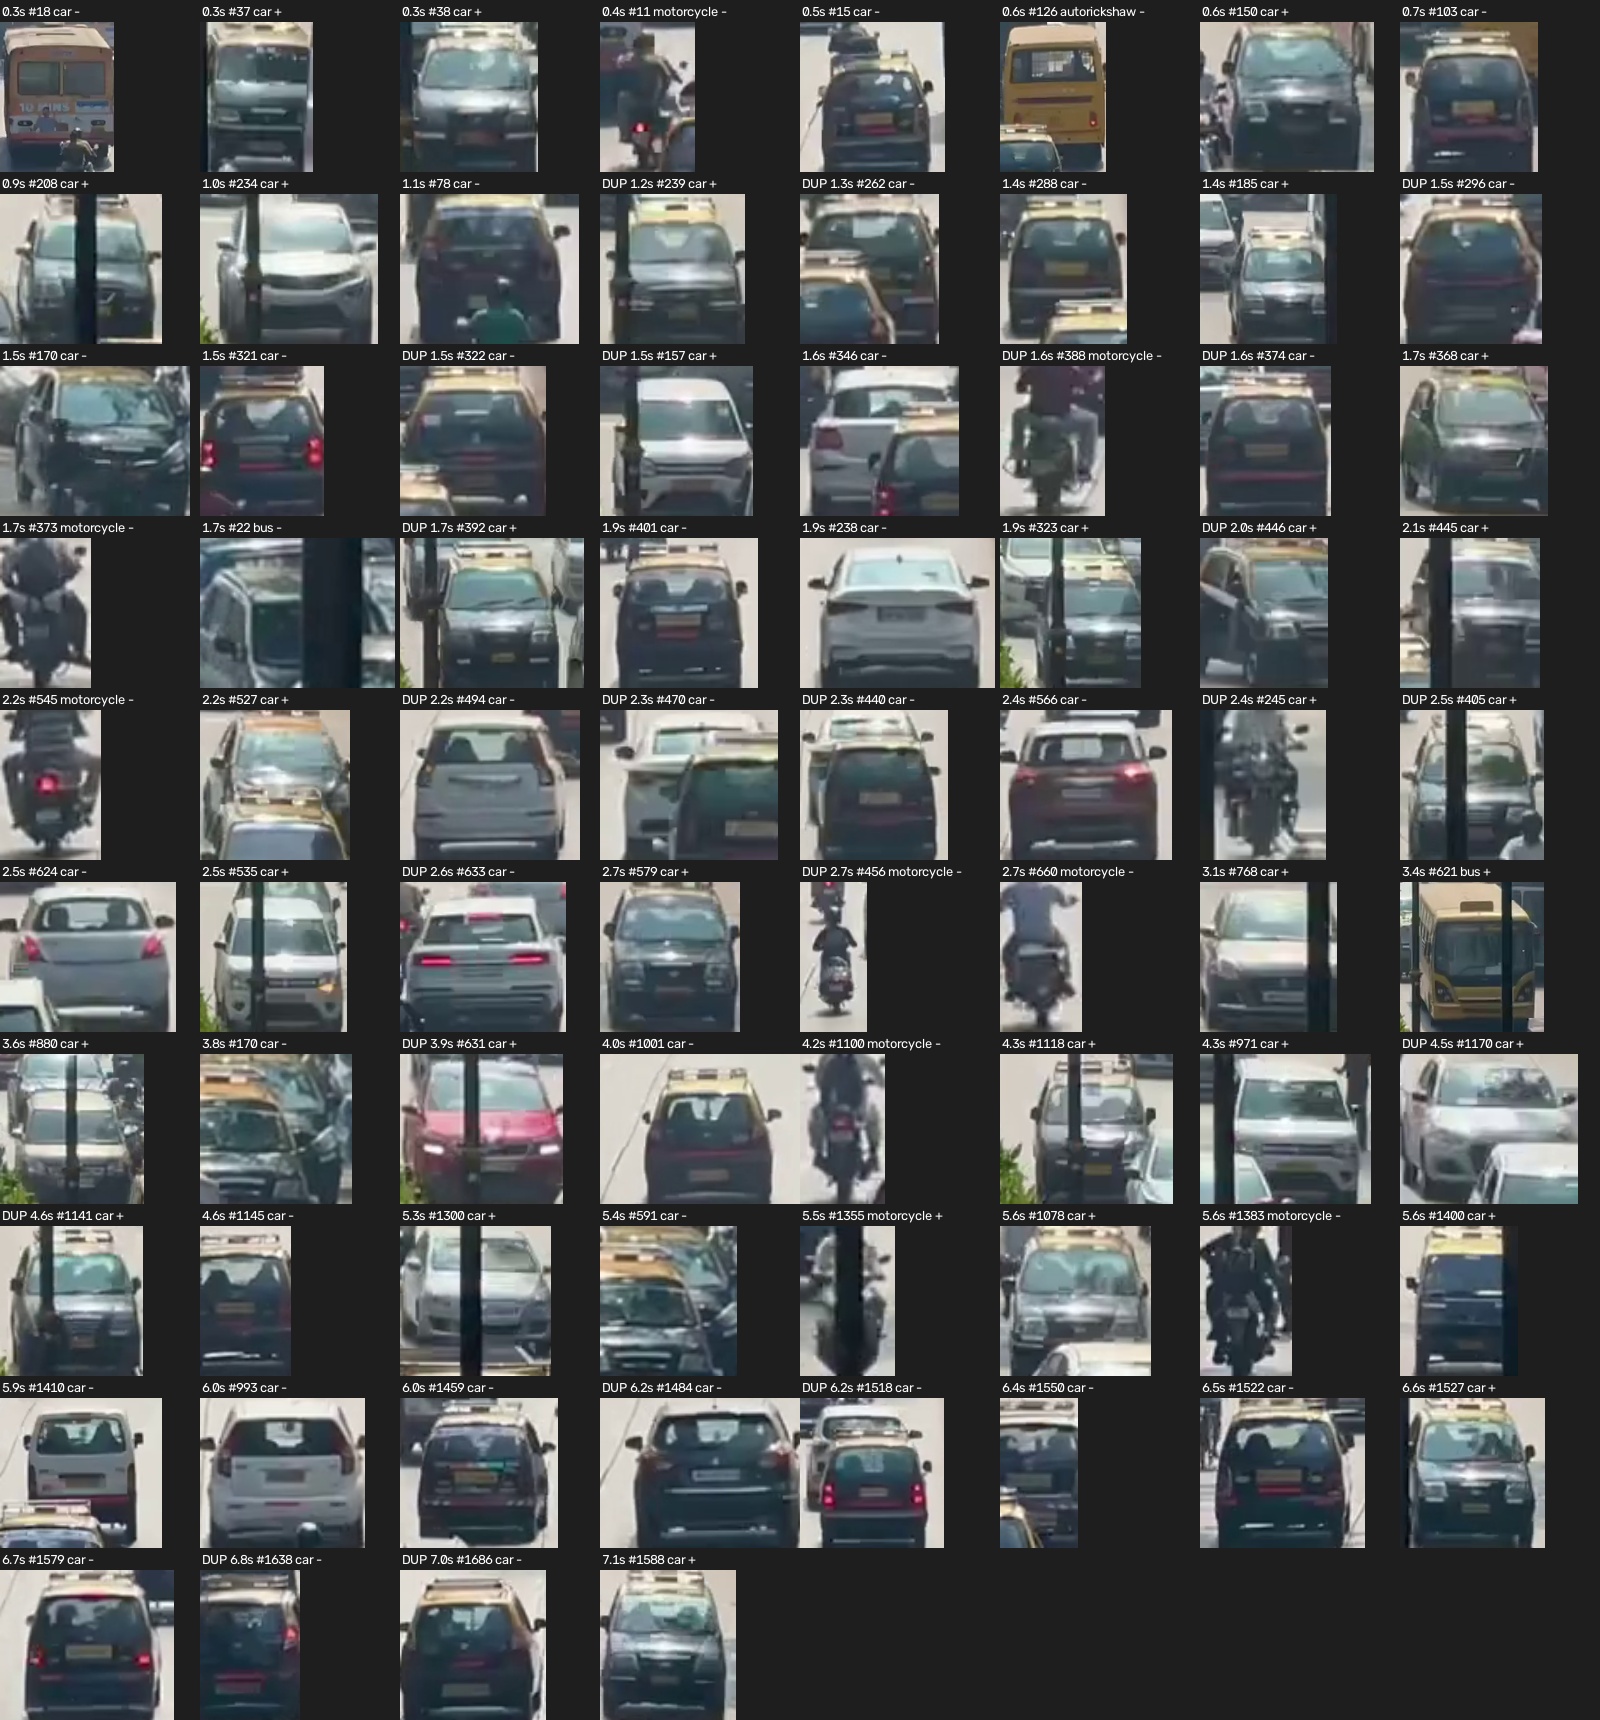 0.3s #18 car - 0.3s #37 car + 0.3s #38 car + 0.4s #11 motorcycle - 0.5s #15 car - 0.6s #126 autorickshaw - 0.6s #150 car + 0.7s #103 car -
10 MINS
0.9s #208 car + 1.0s #234 car + 1.1s #78 car - DUP 1.2s #239 car + DUP 1.3s #262 car - 1.4s #288 car - 1.4s #185 car + DUP 1.5s #296 car -
1.5s #170 car - 1.5s #321 car - DUP 1.5s #322 car - DUP 1.5s #157 car + 1.6s #346 car - DUP 1.6s #388 motorcycle - DUP 1.6s #374 car - 1.7s #368 car +
1.7s #373 motorcycle - 1.7s #22 bus - DUP 1.7s #392 car + 1.9s #401 car - 1.9s #238 car - 1.9s #323 car + DUP 2.0s #446 car + 2.1s #445 car +
2.2s #545 motorcycle - 2.2s #527 car + DUP 2.2s #494 car - DUP 2.3s #470 car - DUP 2.3s #440 car - 2.4s #566 car - DUP 2.4s #245 car + DUP 2.5s #405 car +
2.5s #624 car - 2.5s #535 car + DUP 2.6s #633 car - 2.7s #579 car + DUP 2.7s #456 motorcycle - 2.7s #660 motorcycle - 3.1s #768 car + 3.4s #621 bus +
3.6s #880 car + 3.8s #170 car - DUP 3.9s #631 car + 4.0s #1001 car - 4.2s #1100 motorcycle - 4.3s #1118 car + 4.3s #971 car + DUP 4.5s #1170 car +
DUP 4.6s #1141 car + 4.6s #1145 car - 5.3s #1300 car + 5.4s #591 car - 5.5s #1355 motorcycle + 5.6s #1078 car + 5.6s #1383 motorcycle - 5.6s #1400 car +
5.9s #1410 car - 6.0s #993 car - 6.0s #1459 car - DUP 6.2s #1484 car - DUP 6.2s #1518 car - 6.4s #1550 car - 6.5s #1522 car - 6.6s #1527 car +
6.7s #1579 car - DUP 6.8s #1638 car - DUP 7.0s #1686 car - 7.1s #1588 car +